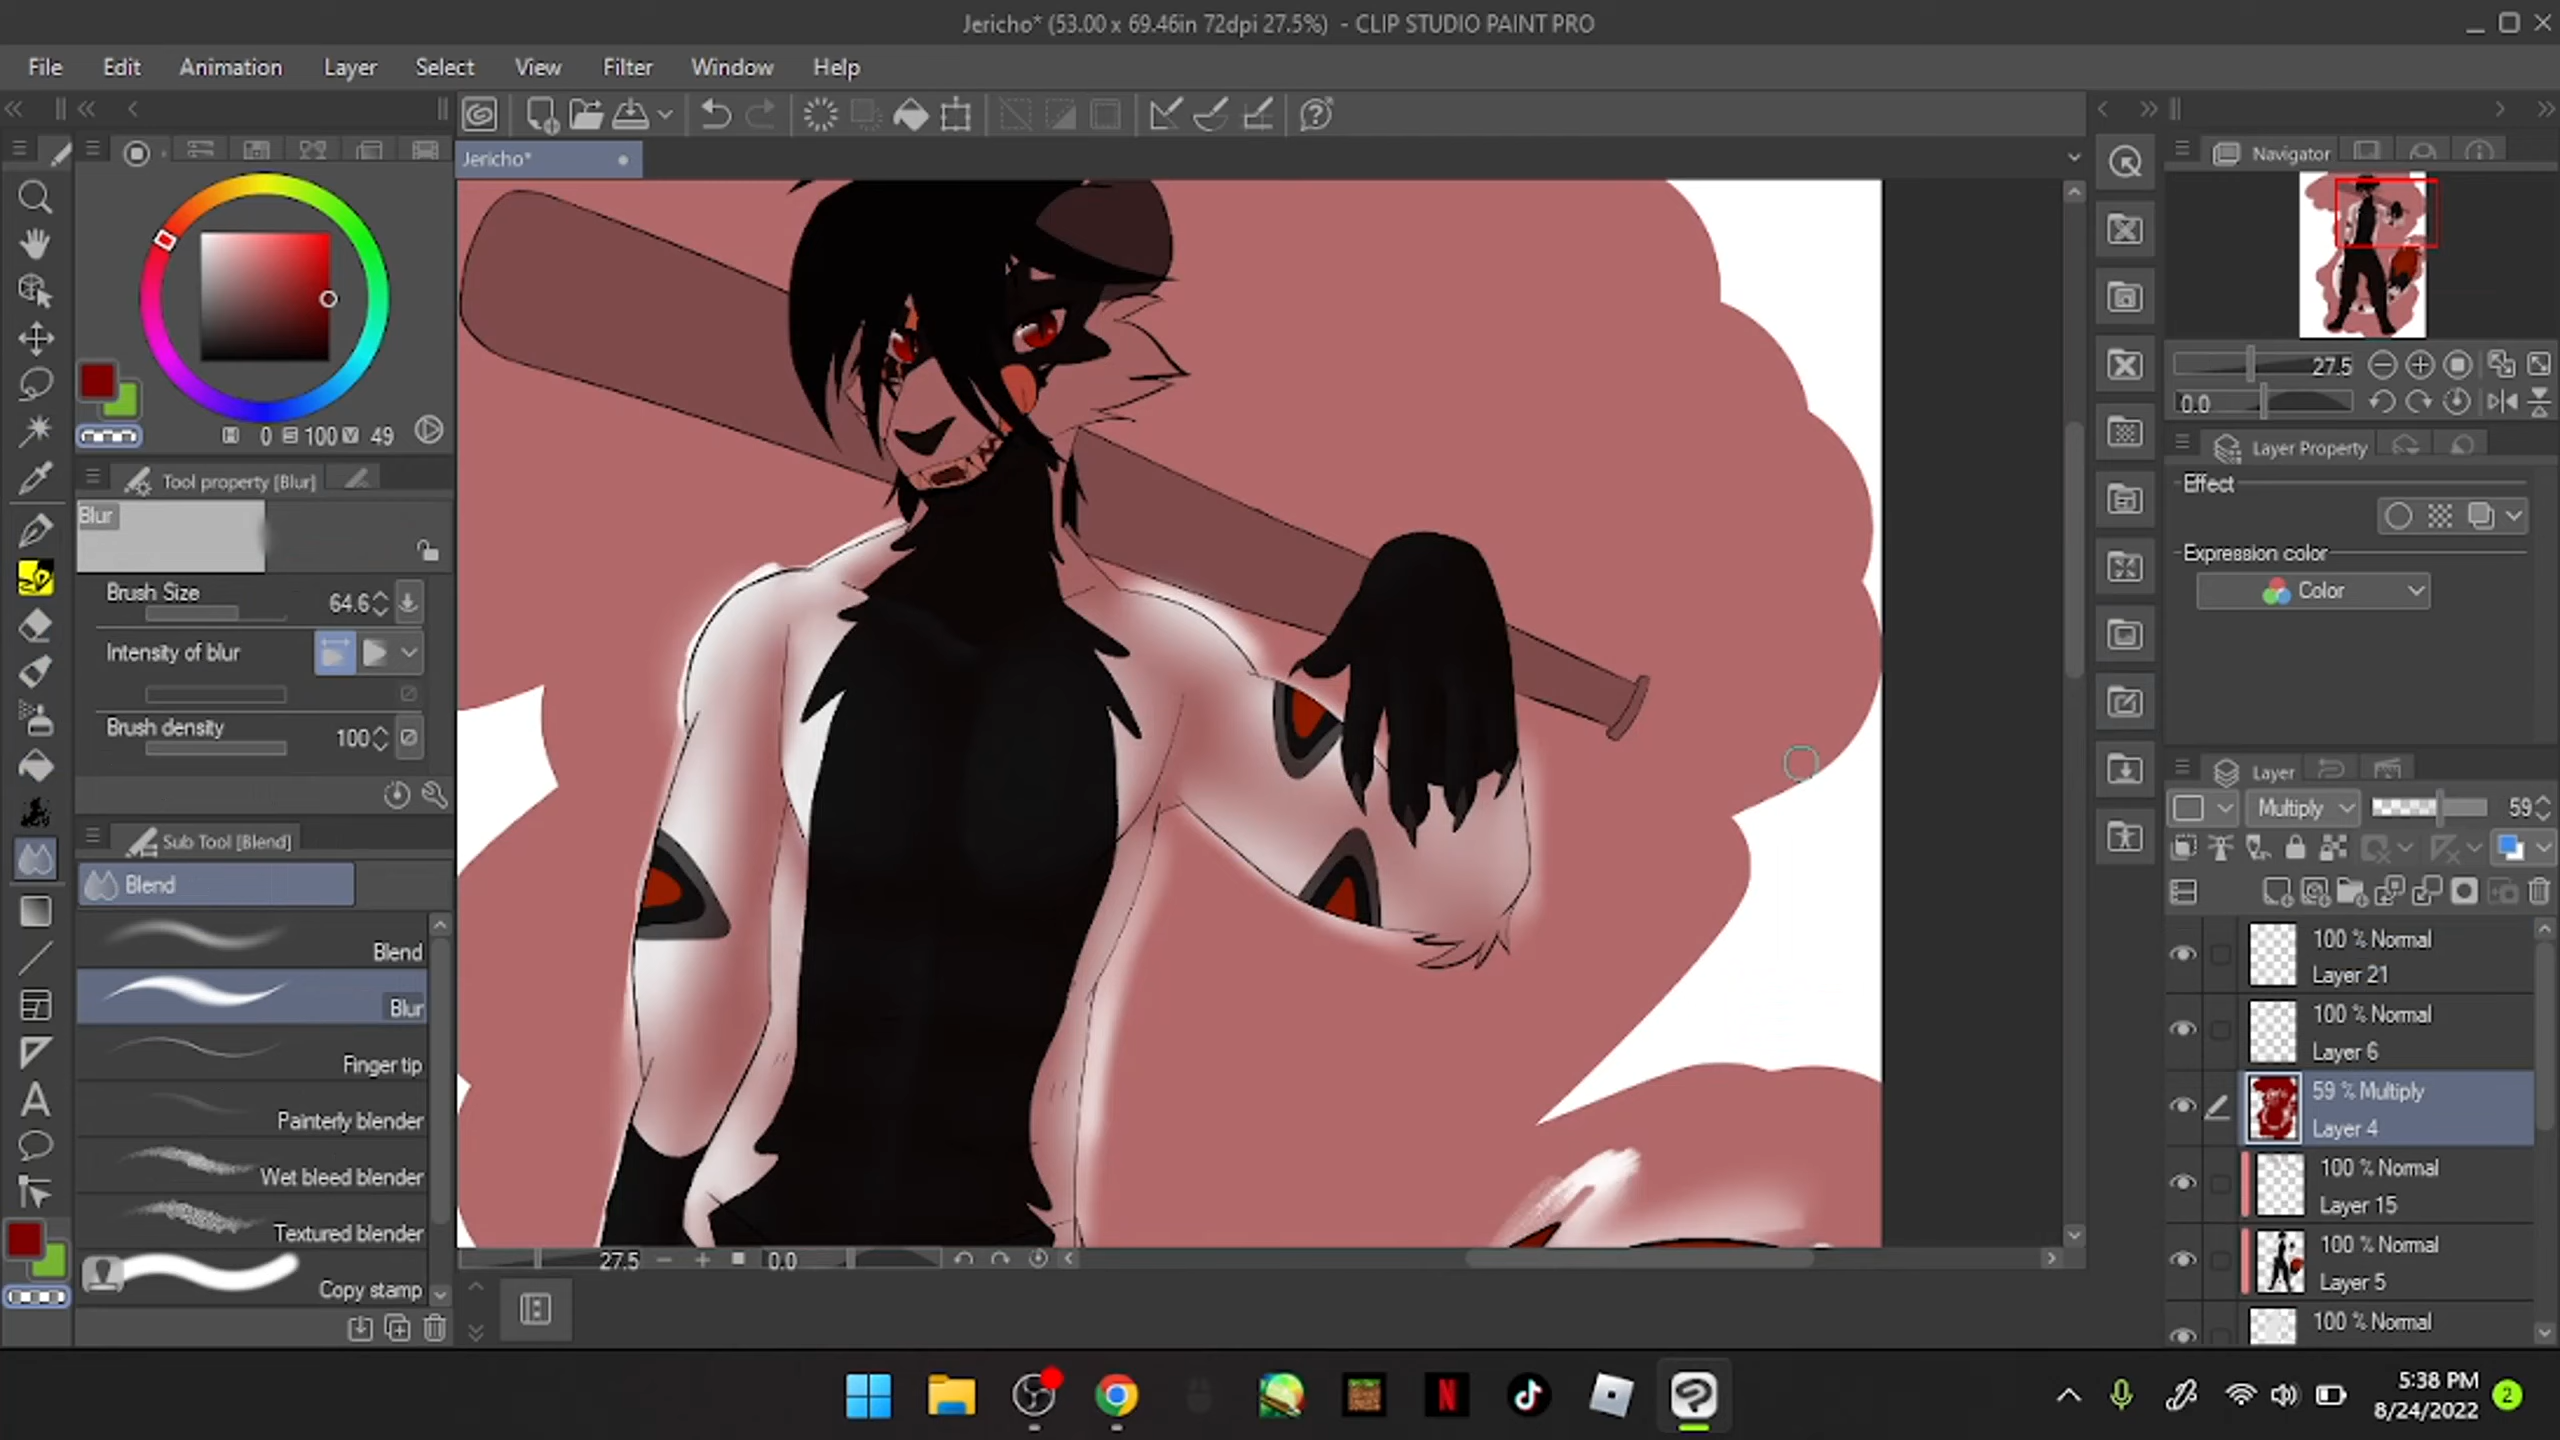 Jericho* (53.00 x 69.46in 72dpi 27.5%) - CLIP STUDIO PAINT PRO
File Edit Animation Layer Select View Filter Window Help
Jericho*
Navigator
0 100 49
27.5
0.0
Tool property [Blur]
Layer Property
Blur
Effect
Expression color
Color
Brush Size 64.6
Intensity of blur
Brush density 100
Layer
Multiply 59
Sub Tool [Blend]
Blend
Blend
Blur
Finger tip
Painterly blender
Wet bleed blender
Textured blender
Copy stamp
100 % Normal
Layer 21
100 % Normal
Layer 6
59 % Multiply
Layer 4
100 % Normal
Layer 15
100 % Normal
Layer 5
100 % Normal
27.5 0.0
5:38 PM
8/24/2022
2